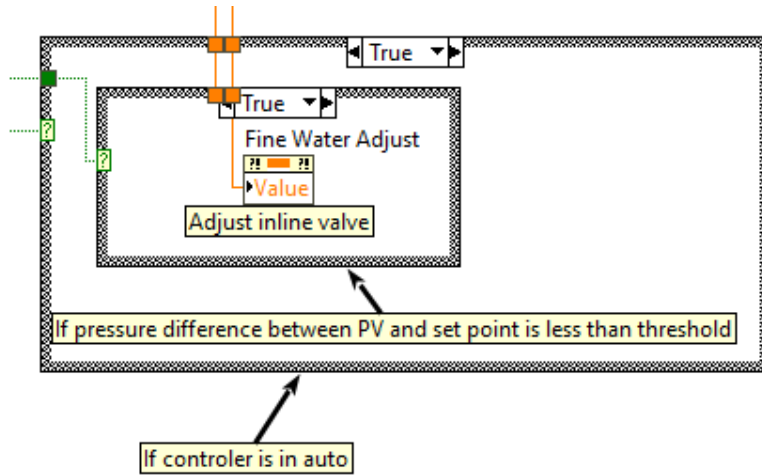 True
?
True
Fine Water Adjust
?! ?!
?
Value
Adjust inline valve
If pressure difference between PV and set point is less than threshold
If controler is in auto